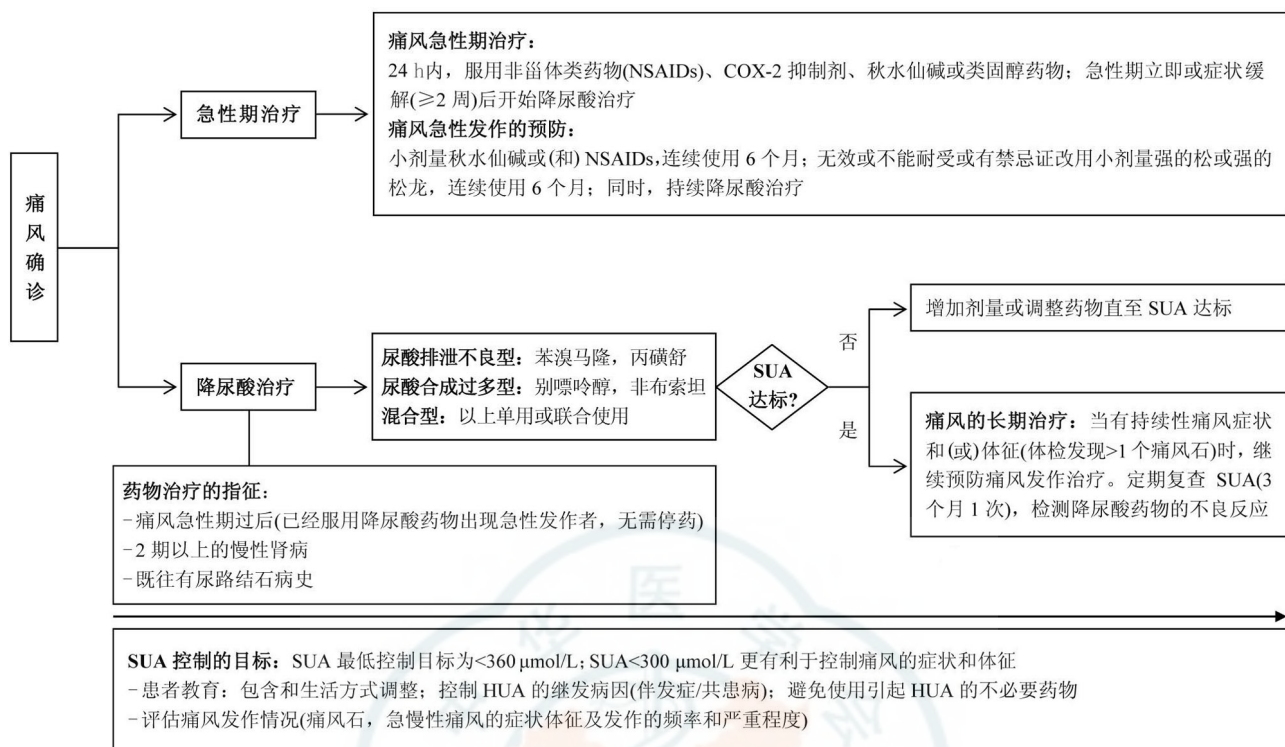 痛风确诊
急性期治疗
痛风急性期治疗：
24 h内，服用非甾体类药物(NSAIDs)、COX-2 抑制剂、秋水仙碱或类固醇药物；急性期立即或症状缓
解(≥2 周)后开始降尿酸治疗
痛风急性发作的预防：
小剂量秋水仙碱或(和) NSAIDs,连续使用 6 个月；无效或不能耐受或有禁忌证改用小剂量强的松或强的
松龙，连续使用 6 个月；同时，持续降尿酸治疗
降尿酸治疗
尿酸排泄不良型：苯溴马隆，丙磺舒
尿酸合成过多型：别嘌呤醇，非布索坦
混合型：以上单用或联合使用
SUA
达标?
否
增加剂量或调整药物直至 SUA 达标
是
痛风的长期治疗：当有持续性痛风症状
和(或)体征(体检发现>1 个痛风石)时，继
续预防痛风发作治疗。定期复查 SUA(3
个月 1 次)，检测降尿酸药物的不良反应
药物治疗的指征：
-痛风急性期过后(已经服用降尿酸药物出现急性发作者，无需停药)
-2 期以上的慢性肾病
-既往有尿路结石病史
SUA 控制的目标：SUA 最低控制目标为<360 μmol/L; SUA<300 μmol/L 更有利于控制痛风的症状和体征
-患者教育：包含和生活方式调整；控制 HUA 的继发病因(伴发症/共患病)；避免使用引起 HUA 的不必要药物
-评估痛风发作情况(痛风石，急慢性痛风的症状体征及发作的频率和严重程度)
华医学会